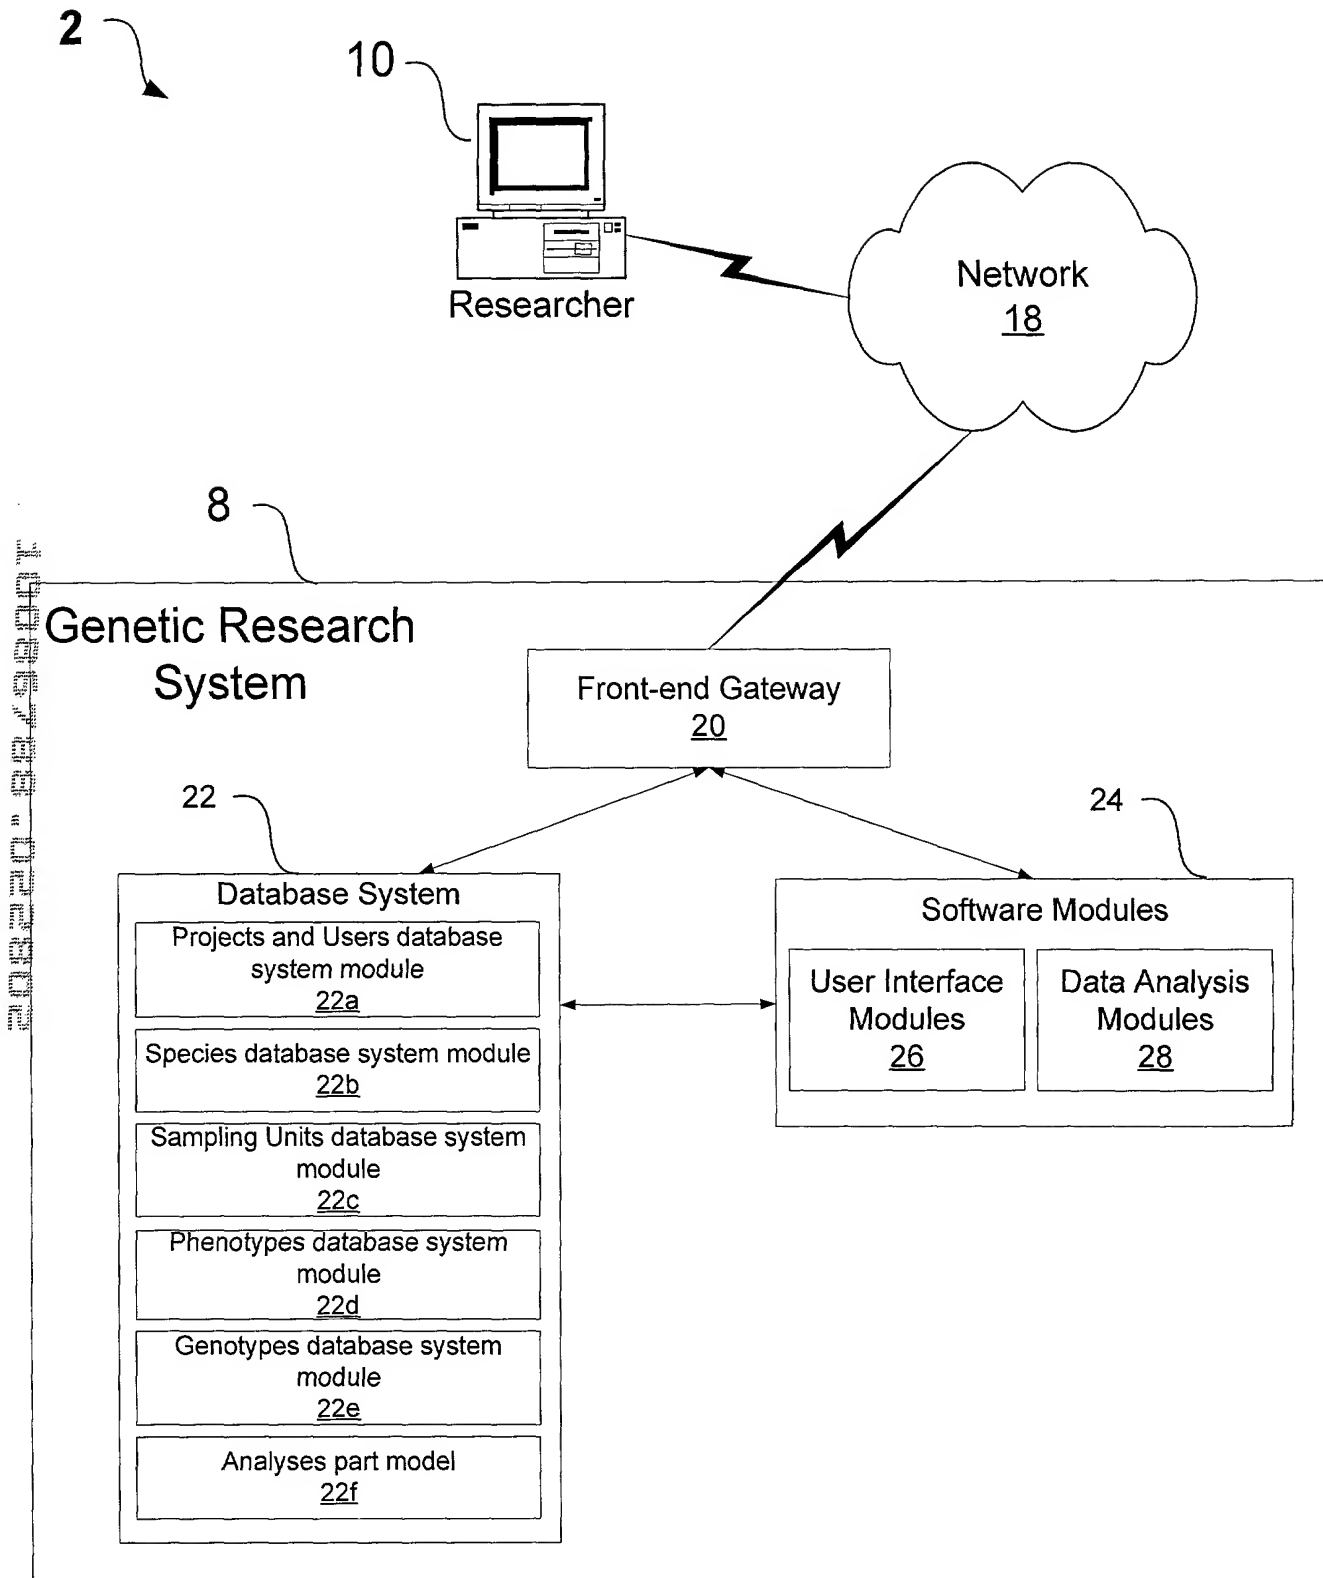 2
10
Researcher
Network
18
8
Genetic Research
System
Front-end Gateway
20
22
24
Database System
Projects and Users database
system module
22a
Species database system module
22b
Sampling Units database system
module
22c
Phenotypes database system
module
22d
Genotypes database system
module
22e
Analyses part model
22f
Software Modules
User Interface
Modules
26
Data Analysis
Modules
28
10086788.022802